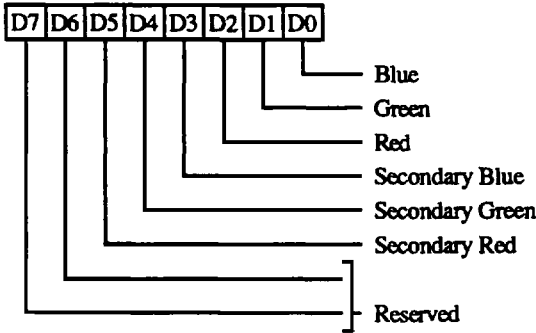 D7 D6 D5 D4 D3 D2 D1 D0
Blue
Green
Red
Secondary Blue
Secondary Green
Secondary Red
Reserved